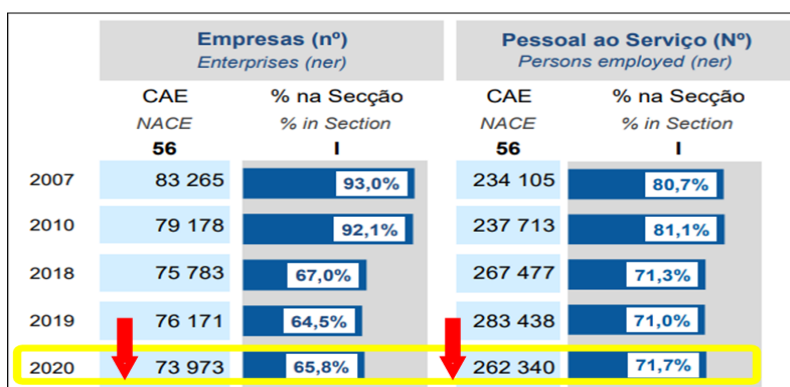 Empresas (nº) Pessoal ao Serviço (Nº)
Enterprises (ner) Persons employed (ner)
CAE % na Secção CAE % na Secção
NACE % in Section NACE % in Section
56 I 56 I
2007 83 265 93,0% 234 105 80,7%
2010 79 178 92,1% 237 713 81,1%
2018 75 783 67,0% 267 477 71,3%
2019 76 171 64,5% 283 438 71,0%
2020 73 973 65,8% 262 340 71,7%